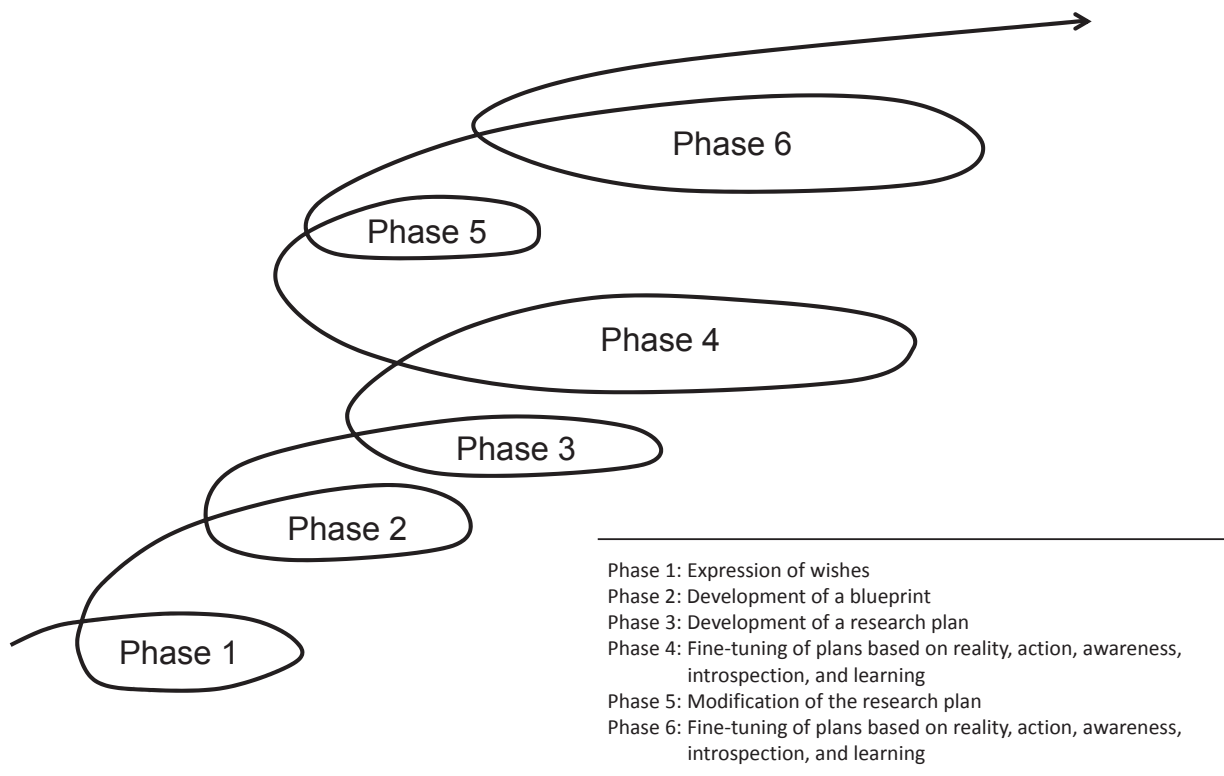 Phase 6
Phase 5
Phase 4
Phase 3
Phase 2
Phase 1
Phase 1: Expression of wishes
Phase 2: Development of a blueprint
Phase 3: Development of a research plan
Phase 4: Fine-tuning of plans based on reality, action, awareness,
introspection, and learning
Phase 5: Modification of the research plan
Phase 6: Fine-tuning of plans based on reality, action, awareness,
introspection, and learning